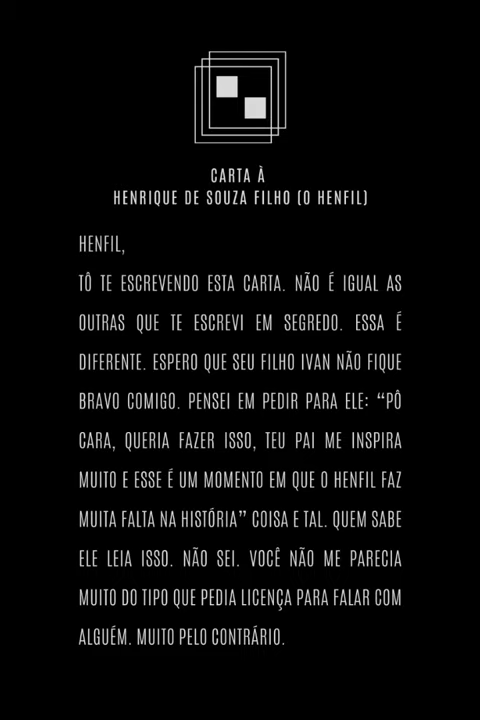 CARTA À
HENRIQUE DE SOUZA FILHO (O HENFIL)
HENFIL,
TÔ TE ESCREVENDO ESTA CARTA. NÃO É IGUAL AS
OUTRAS QUE TE ESCREVI EM SEGREDO. ESSA É
DIFERENTE. ESPERO QUE SEU FILHO IVAN NÃO FIQUE
BRAVO COMIGO. PENSEI EM PEDIR PARA ELE: “PÔ
CARA, QUERIA FAZER ISSO, TEU PAI ME INSPIRA
MUITO E ESSE É UM MOMENTO EM QUE O HENFIL FAZ
MUITA FALTA NA HISTÓRIA” COISA E TAL. QUEM SABE
ELE LEIA ISSO. NÃO SEI. VOCÊ NÃO ME PARECIA
MUITO DO TIPO QUE PEDIA LICENÇA PARA FALAR COM
ALGUÉM. MUITO PELO CONTRÁRIO.